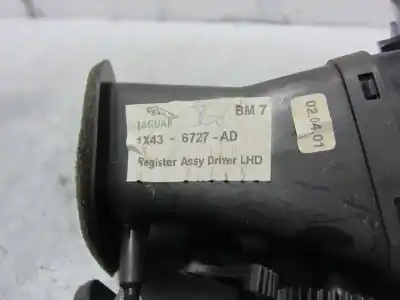 BM 7
JAGUAR
1X43 - 6727-AD
Register Assy Driver LHD
02.04.01